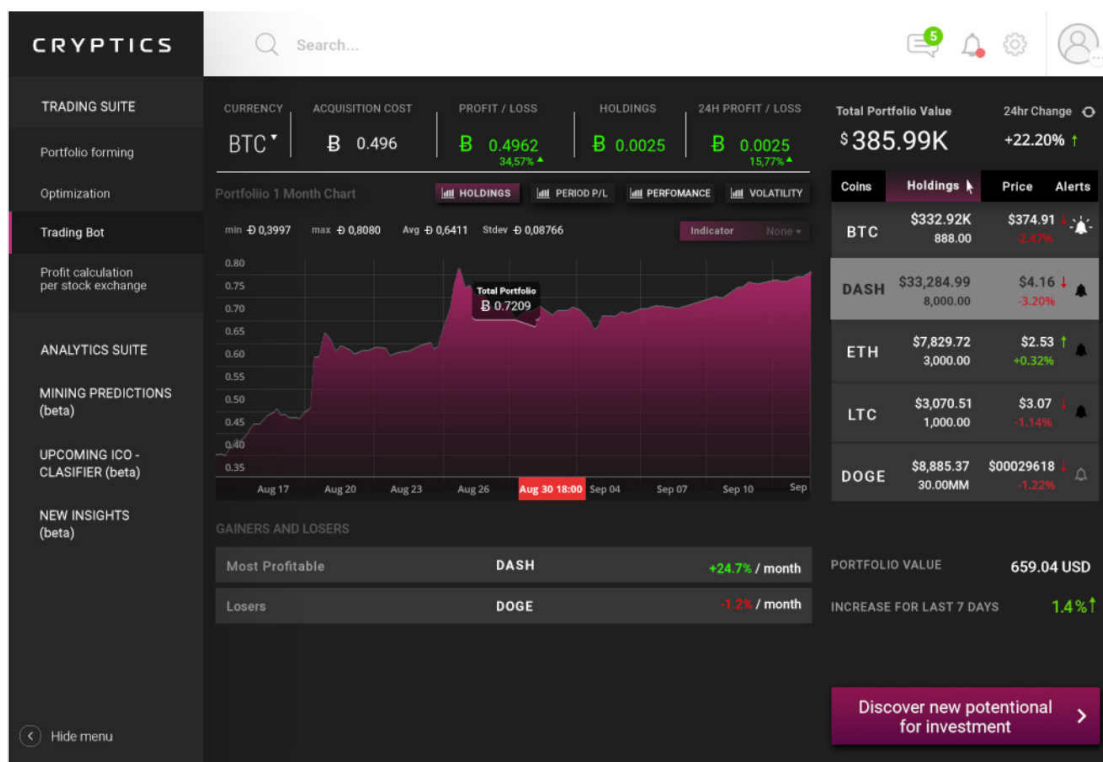 CRYPTICS
Search...
5
TRADING SUITE
Portfolio forming
Optimization
Trading Bot
Profit calculation
per stock exchange
ANALYTICS SUITE
MINING PREDICTIONS
(beta)
UPCOMING ICO -
CLASIFIER (beta)
NEW INSIGHTS
(beta)
Hide menu
CURRENCY ACQUISITION COST PROFIT / LOSS HOLDINGS 24H PROFIT / LOSS
BTC Ƀ 0.496 Ƀ 0.4962 Ƀ 0.0025 Ƀ 0.0025
34,57% 15,77%
Portfoliio 1 Month Chart HOLDINGS PERIOD P/L PERFOMANCE VOLATILITY
min Ð 0,3997 max Ð 0,8080 Avg Ð 0,6411 Stdev Ð 0,08766 Indicator None
0.80
0.75
0.70
0.65
0.60
0.55
0.50
0.45
0.40
0.35
Total Portfolio
Ƀ 0.7209
Aug 17 Aug 20 Aug 23 Aug 26 Aug 30 18:00 Sep 04 Sep 07 Sep 10 Sep
GAINERS AND LOSERS
Most Profitable DASH +24.7% / month
Losers DOGE -1.2% / month
Total Portfolio Value 24hr Change
$385.99K +22.20% ↑
Coins Holdings Price Alerts
BTC $332.92K $374.91 ↓
888.00 -2.47%
DASH $33,284.99 $4.16 ↓
8,000.00 -3.20%
ETH $7,829.72 $2.53 ↑
3,000.00 +0.32%
LTC $3,070.51 $3.07 ↓
1,000.00 -1.14%
DOGE $8,885.37 $00029618 ↓
30.00MM -1.22%
PORTFOLIO VALUE 659.04 USD
INCREASE FOR LAST 7 DAYS 1.4%↑
Discover new potentional
for investment